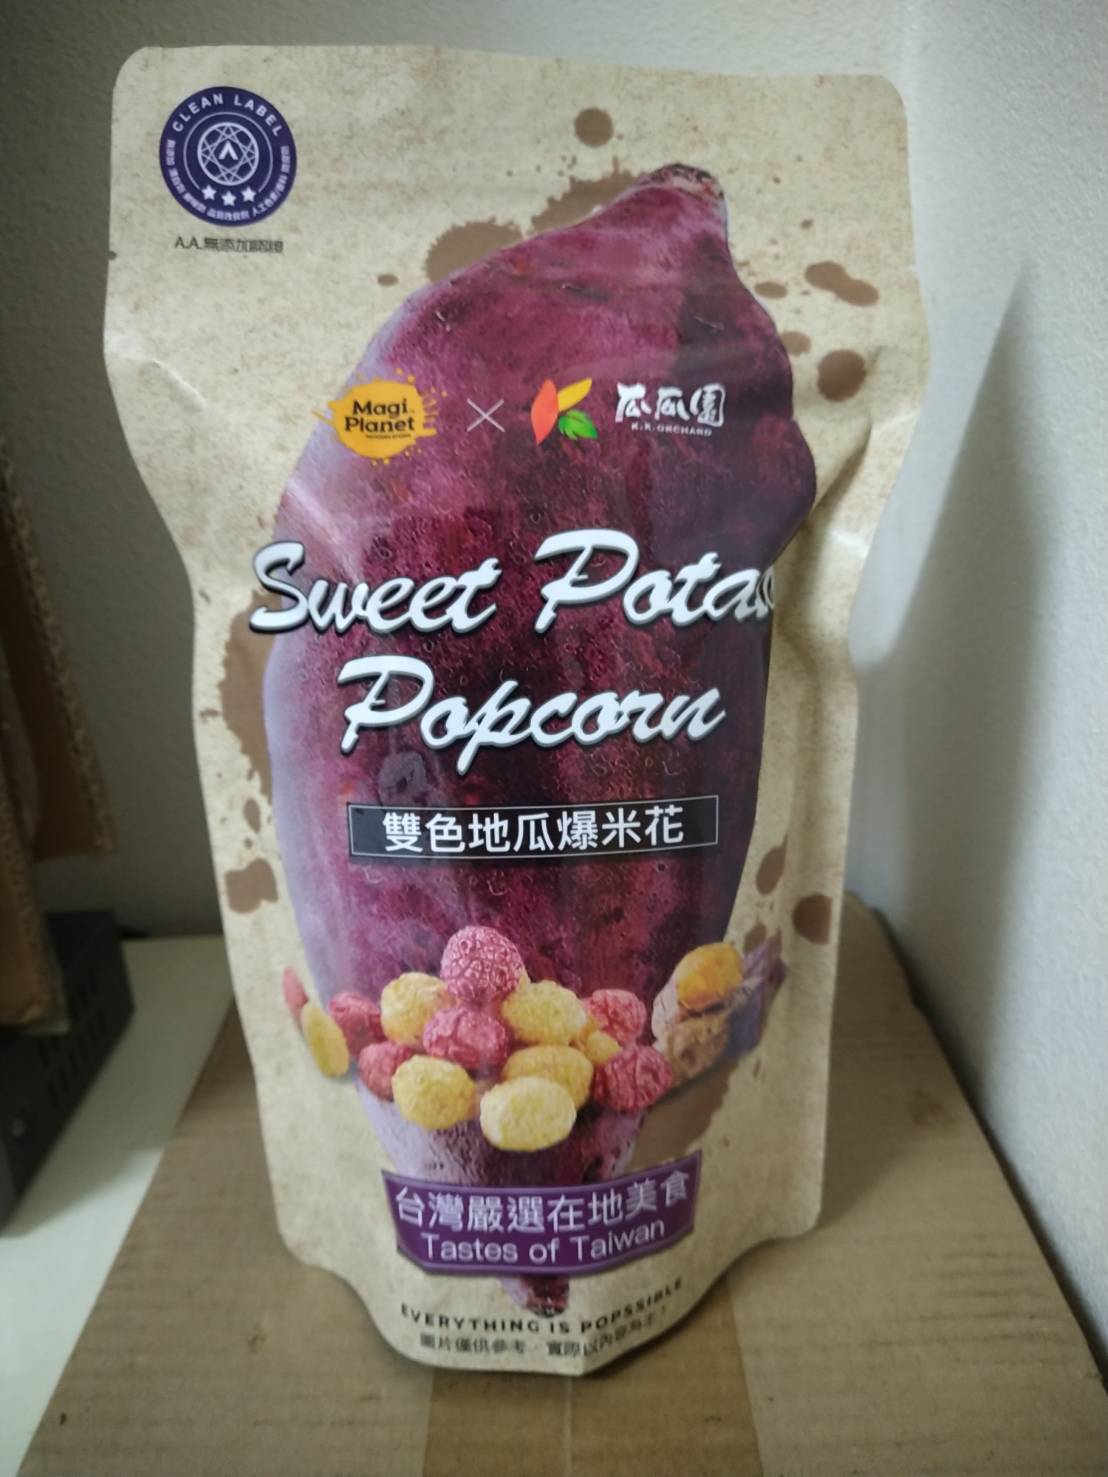 CLEAN LABEL
A.A.無添加認證
Magi Planet
瓜瓜園
K.K.ORCHARD
Sweet Potato
Popcorn
雙色地瓜爆米花
台灣嚴選在地美食
Tastes of Taiwan
EVERYTHING IS POPSSIBLE
圖片僅供參考 實際以內容為主!